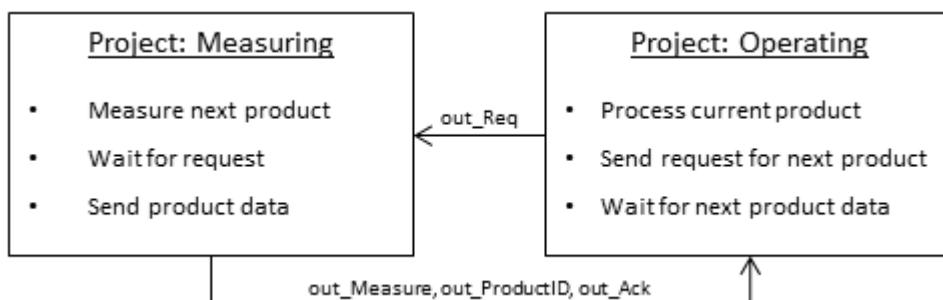 Project: Measuring
• Measure next product
• Wait for request
• Send product data
out_Req
Project: Operating
• Process current product
• Send request for next product
• Wait for next product data
out_Measure, out_ProductID, out_Ack